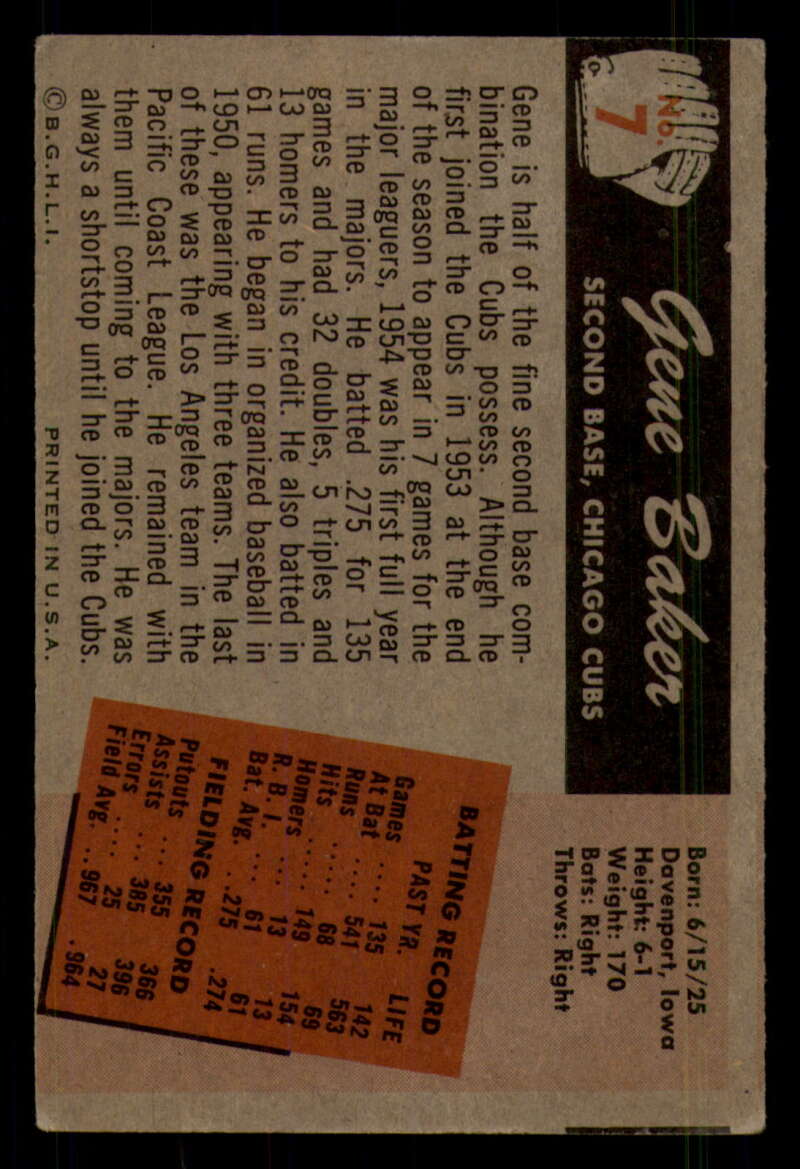 No.
7
Gene Baker
SECOND BASE, CHICAGO CUBS
Born: 6/15/25
Davenport, Iowa
Height: 6-1
Weight: 170
Bats: Right
Throws: Right
Gene is half of the fine second base com-
bination the Cubs possess. Although he
first joined the Cubs in 1953 at the end
of the season to appear in 7 games for the
major leaguers, 1954 was his first full year
in the majors. He batted .275 for 135
games and had 32 doubles, 5 triples and
13 homers to his credit. He also batted in
61 runs. He began in organized baseball in
1950, appearing with three teams. The last
of these was the Los Angeles team in the
Pacific Coast League. He remained with
them until coming to the majors. He was
always a shortstop until he joined the Cubs.
©B.G.H.L.I. PRINTED IN U.S.A.
BATTING RECORD
PAST YR. LIFE
Games .... 135 142
At Bat .... 541 563
Runs ..... 68 69
Hits ..... 149 154
Homers .... 13 13
R. B. I. .... 61 61
Bat. Avg. . .275 .274
FIELDING RECORD
Putouts ... 355 366
Assists ... 385 396
Errors .... 25 27
Field Avg. . .967 .964